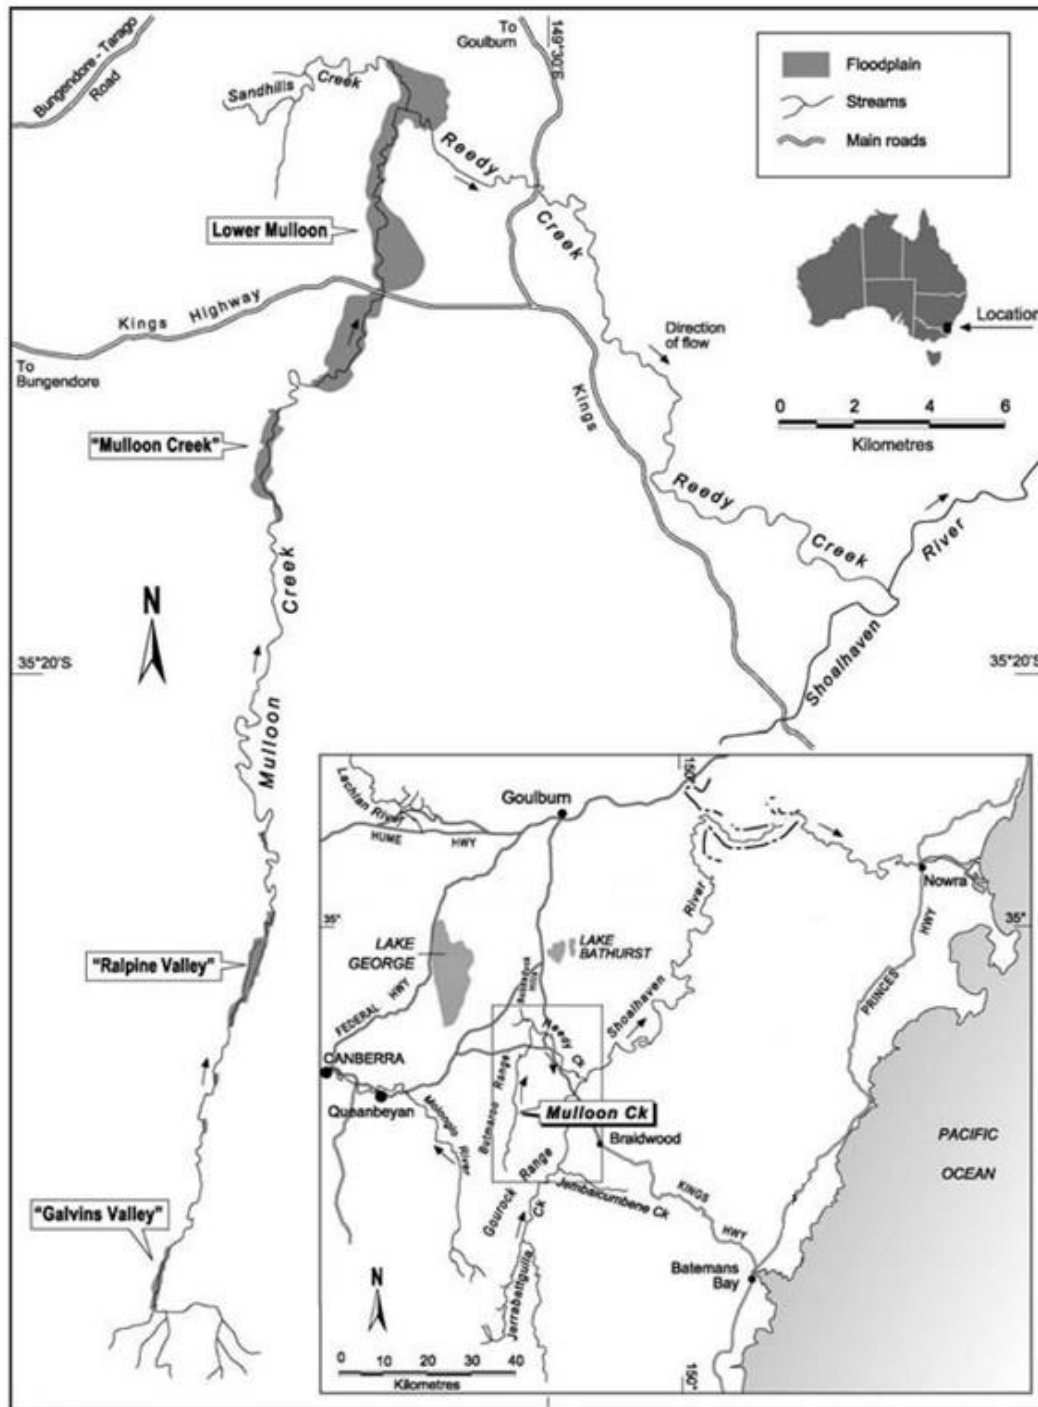 Bungendore - Tarago
Road
To
Goulburn
149°30'S
Floodplain
Streams
Main roads
Sandhills
Creek
Reedy
Creek
Lower Mulloon
Kings
Highway
To
Bungendore
Direction
of flow
Location
0 2 4 6
Kilometres
Kings
"Mulloon Creek"
Reedy
Creek
River
Shoalhaven
N
35°20'S
35°20'S
Creek
Mulloon
"Ralpine Valley"
"Galvins Valley"
Lachlan River
Goulburn
150°
HUME
HWY
Nowra
35°
35°
LAKE
GEORGE
LAKE
BATHURST
River
Shoalhaven
HWY
PRINCES
FEDERAL
HWY
CANBERRA
Queanbeyan
Molonglo
River
Butmaroo
Range
Reedy Ck
Mulloon Ck
Braidwood
Gourock
Range
Jembaicumbene Ck
KINGS
HWY
PACIFIC
OCEAN
Batemans
Bay
Jerrabattgulla
Ck
N
0 10 20 30 40
Kilometres
150°